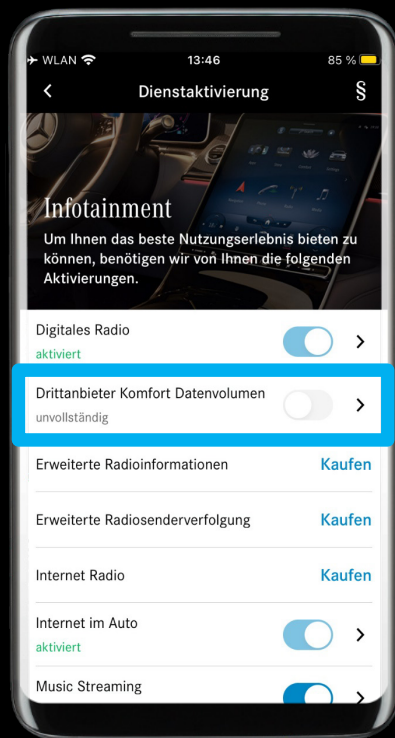 WLAN 13:46 85 %
Dienstaktivierung §
Infotainment
Um Ihnen das beste Nutzungserlebnis bieten zu
können, benötigen wir von Ihnen die folgenden
Aktivierungen.
Digitales Radio
aktiviert
Drittanbieter Komfort Datenvolumen
unvollständig
Erweiterte Radioinformationen Kaufen
Erweiterte Radiosenderverfolgung Kaufen
Internet Radio Kaufen
Internet im Auto
aktiviert
Music Streaming